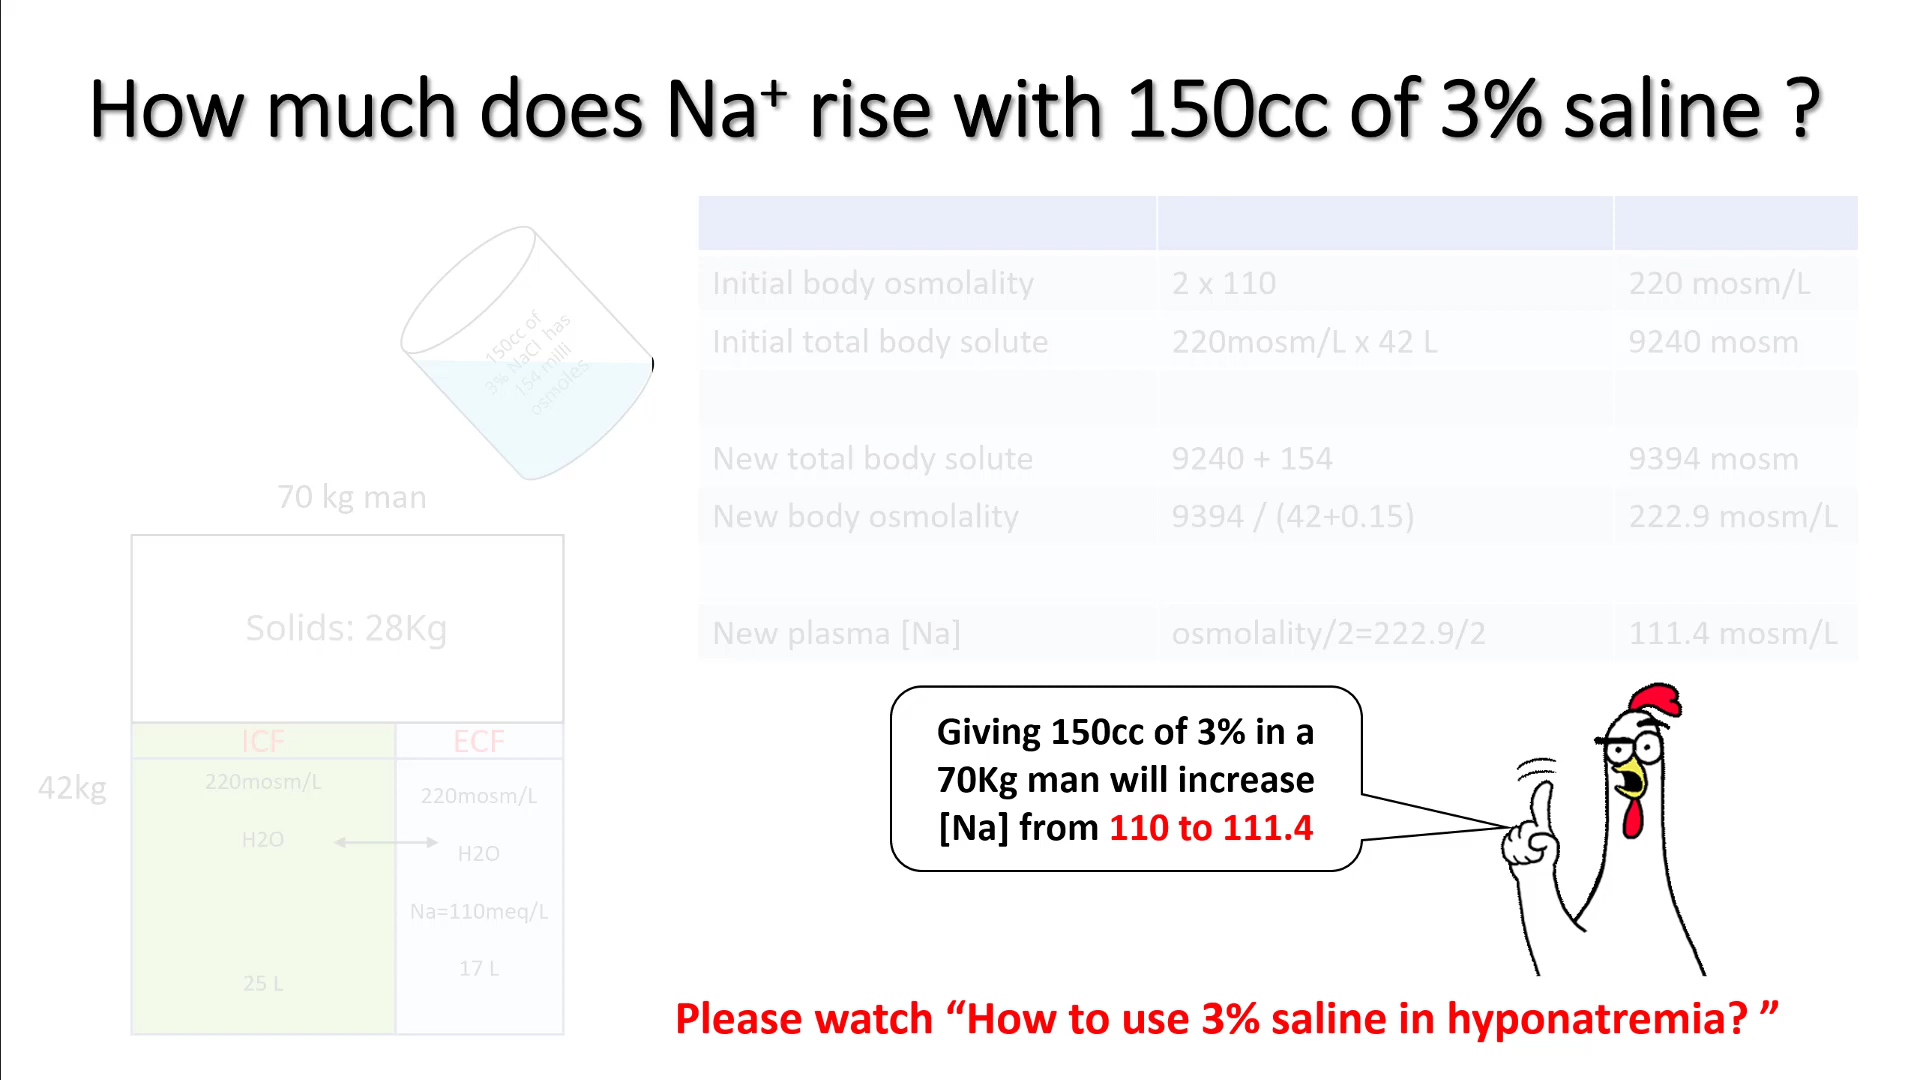 How much does Na⁺ rise with 150cc of 3% saline ?
150cc of
3% NaCl has
154 milli
osmoles
Initial body osmolality 2 x 110 220 mosm/L
Initial total body solute 220mosm/L x 42 L 9240 mosm
New total body solute 9240 + 154 9394 mosm
New body osmolality 9394 / (42+0.15) 222.9 mosm/L
New plasma [Na] osmolality/2=222.9/2 111.4 mosm/L
70 kg man
Solids: 28Kg
42kg
ICF
220mosm/L
H2O
25 L
ECF
220mosm/L
H2O
Na=110meq/L
17 L
Giving 150cc of 3% in a
70Kg man will increase
[Na] from 110 to 111.4
Please watch “How to use 3% saline in hyponatremia? ”